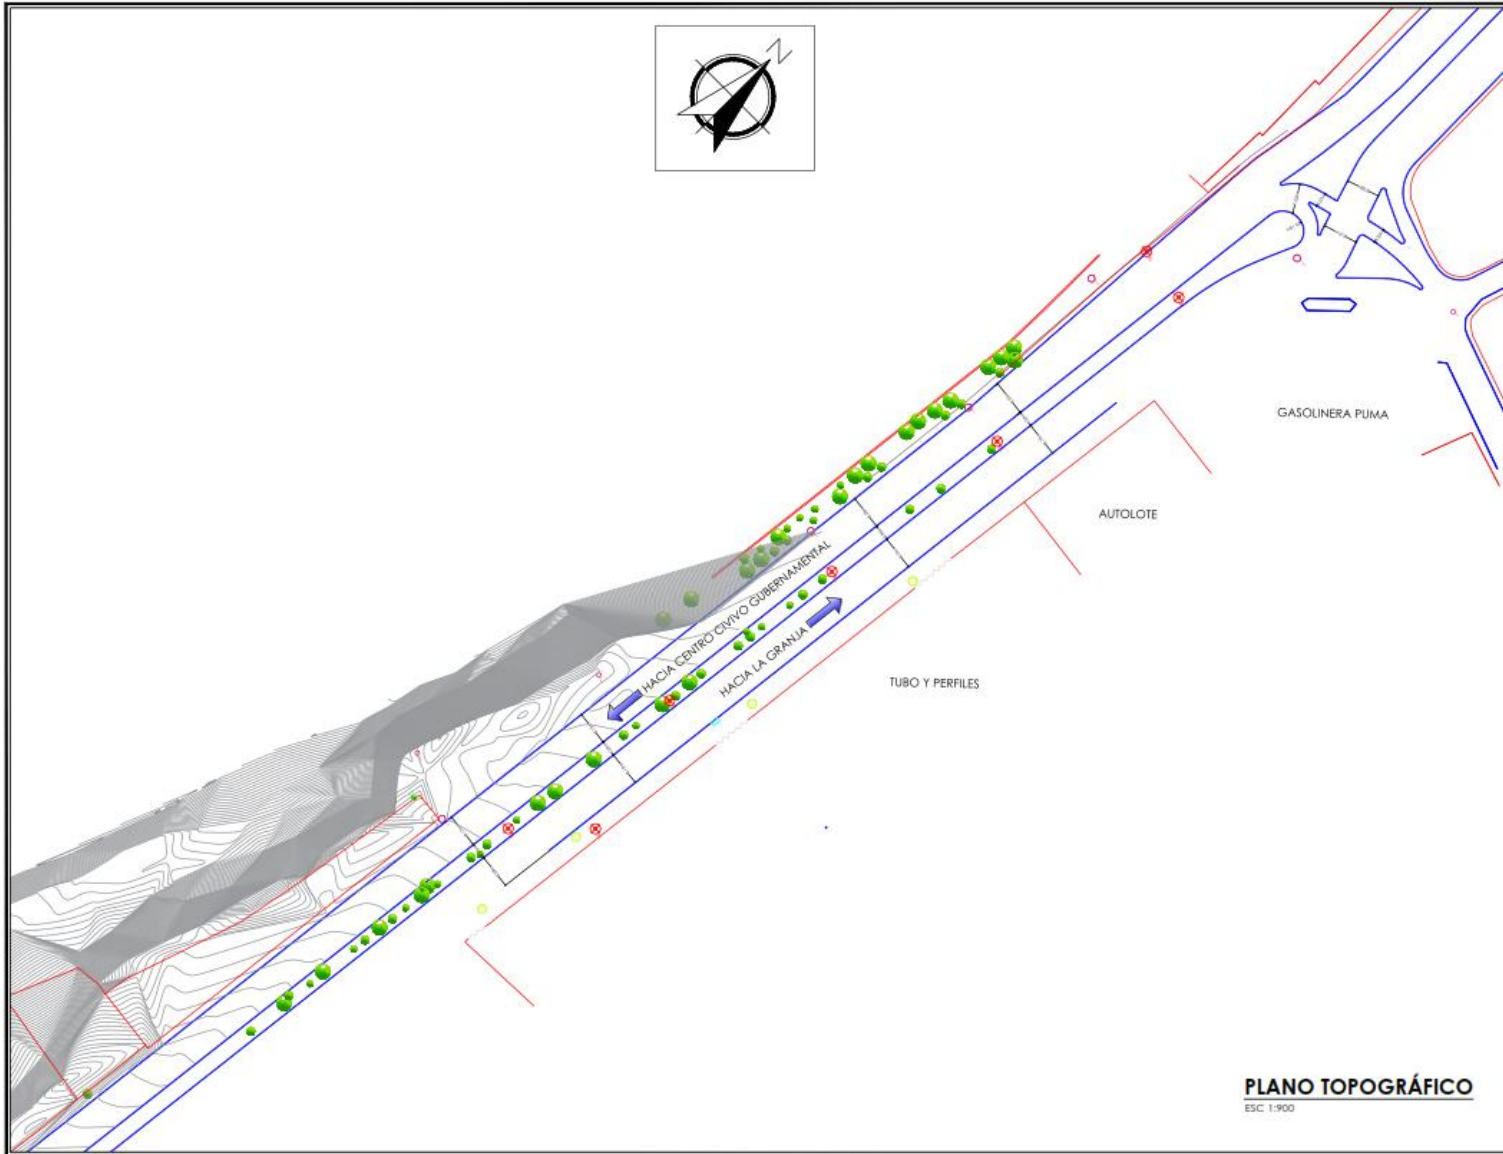 N
GASOLINERA PUMA
AUTOLOTE
HACIA CENTRO CIVIVO GUBERNAMENTAL
HACIA LA GRANJA
TUBO Y PERFILES
PLANO TOPOGRÁFICO
ESC 1:900